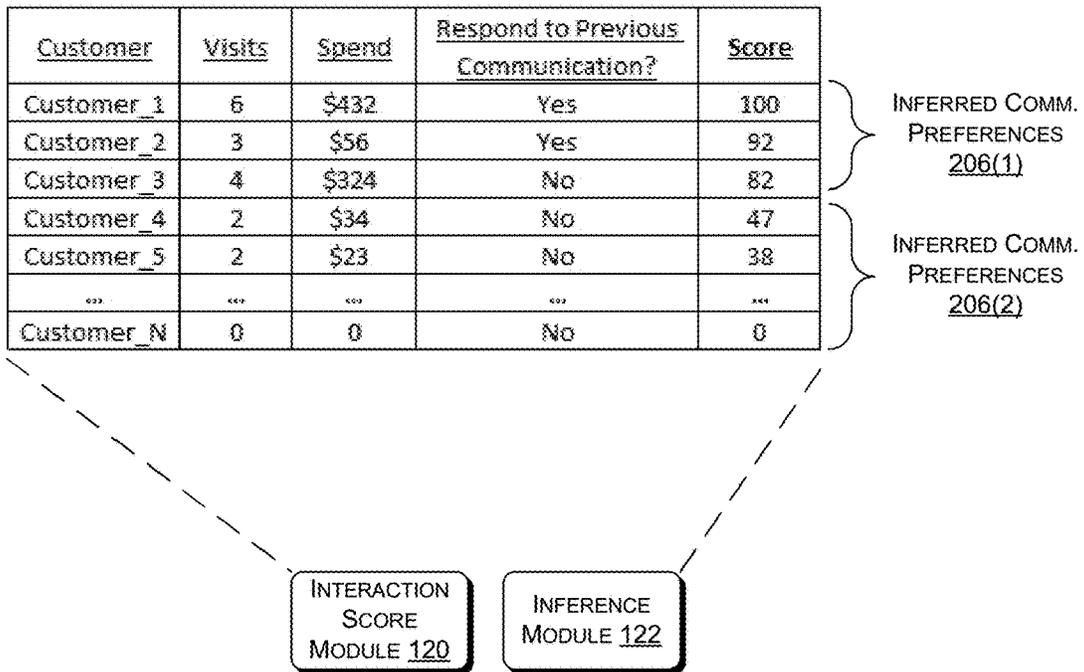 Customer Visits Spend Respond to Previous Communication? Score
Customer_1 6 $432 Yes 100
Customer_2 3 $56 Yes 92
Customer_3 4 $324 No 82
Customer_4 2 $34 No 47
Customer_5 2 $23 No 38
... ... ... ... ...
Customer_N 0 0 No 0
INFERRED COMM.
PREFERENCES
206(1)
INFERRED COMM.
PREFERENCES
206(2)
INTERACTION
SCORE
MODULE 120
INFERENCE
MODULE 122